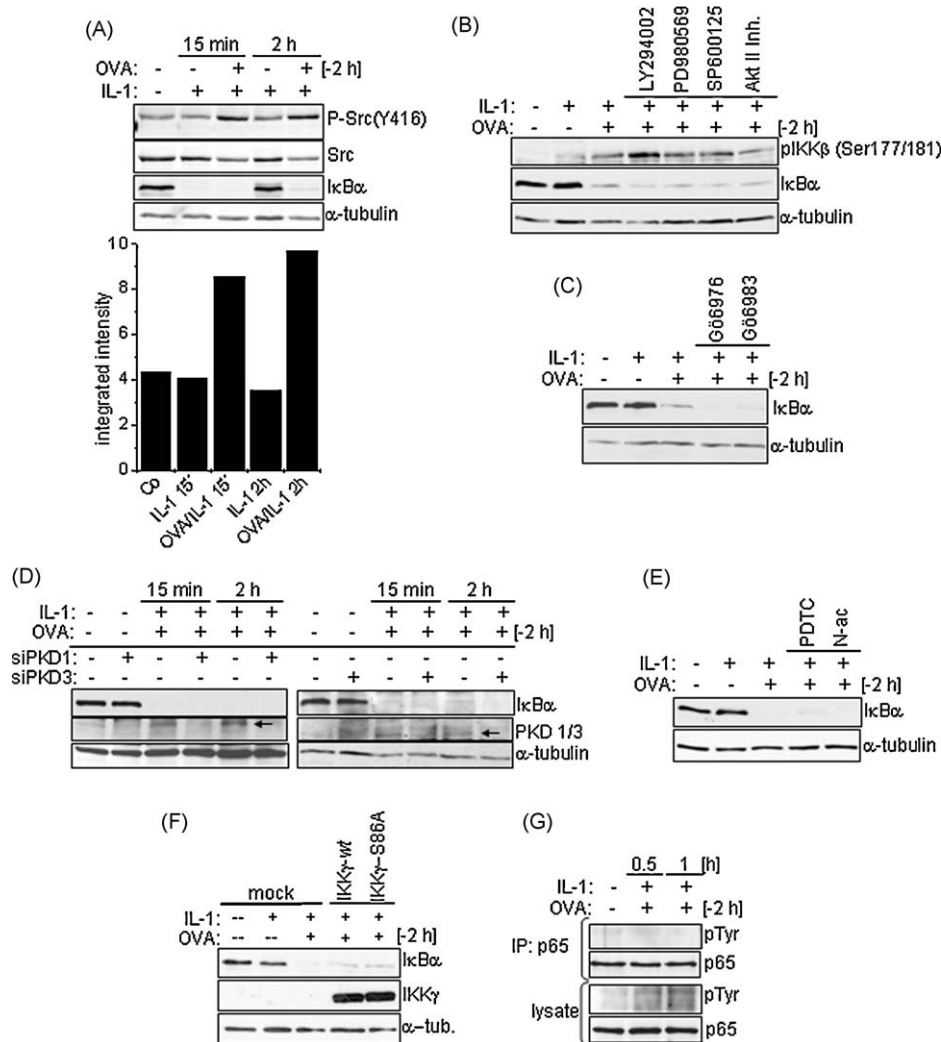 (A)
15 min 2 h
OVA: - - + - + [-2 h]
IL-1: - + + + +
P-Src(Y416)
Src
IκBα
α-tubulin
integrated intensity
10
8
6
4
2
0
Co
IL-1 15'
OVA/IL-1 15'
IL-1 2h
OVA/IL-1 2h
(B)
LY294002
PD980569
SP600125
Akt II Inh.
IL-1: - + + + + + +
OVA: - - + + + + + [-2 h]
pIKKβ (Ser177/181)
IκBα
α-tubulin
(C)
Gö6976
Gö6983
IL-1: - + + + +
OVA: - - + + + [-2 h]
IκBα
α-tubulin
(D)
15 min 2 h 15 min 2 h
IL-1: - - + + + + - - + + + +
OVA: - - + + + + - - + + + + [-2 h]
siPKD1: - + - + - + - - - - - -
siPKD3: - - - - - - - + - + - +
IκBα
PKD 1/3
α-tubulin
(E)
PDTC
N-ac
IL-1: - + + + +
OVA: - - + + + [-2 h]
IκBα
α-tubulin
(F)
mock
IKKγ-wt
IKKγ–S86A
IL-1: -- + + + +
OVA: -- -- + + + [-2 h]
IκBα
IKKγ
α–tub.
(G)
0.5 1 [h]
IL-1: - + +
OVA: - + + [-2 h]
IP: p65
pTyr
p65
lysate
pTyr
p65